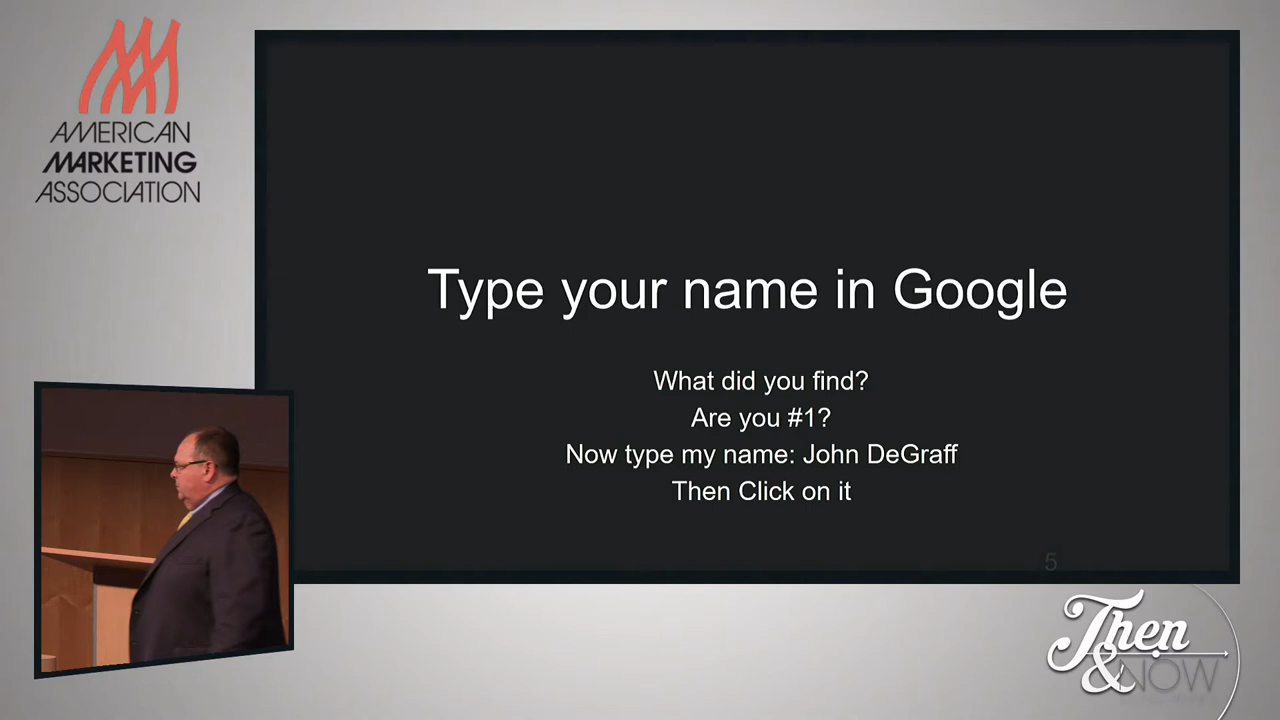 AMERICAN
MARKETING
ASSOCIATION
Type your name in Google
What did you find?
Are you #1?
Now type my name: John DeGraff
Then Click on it
5
Then
& NOW